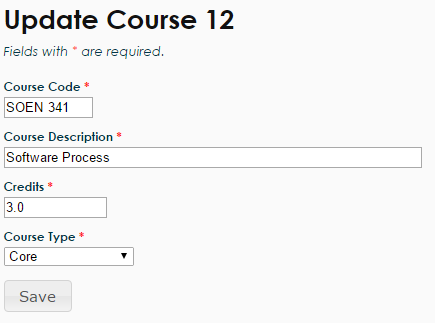 Update Course 12
Fields with * are required.
Course Code *
SOEN 341
Course Description *
Software Process
Credits *
3.0
Course Type *
Core
Save